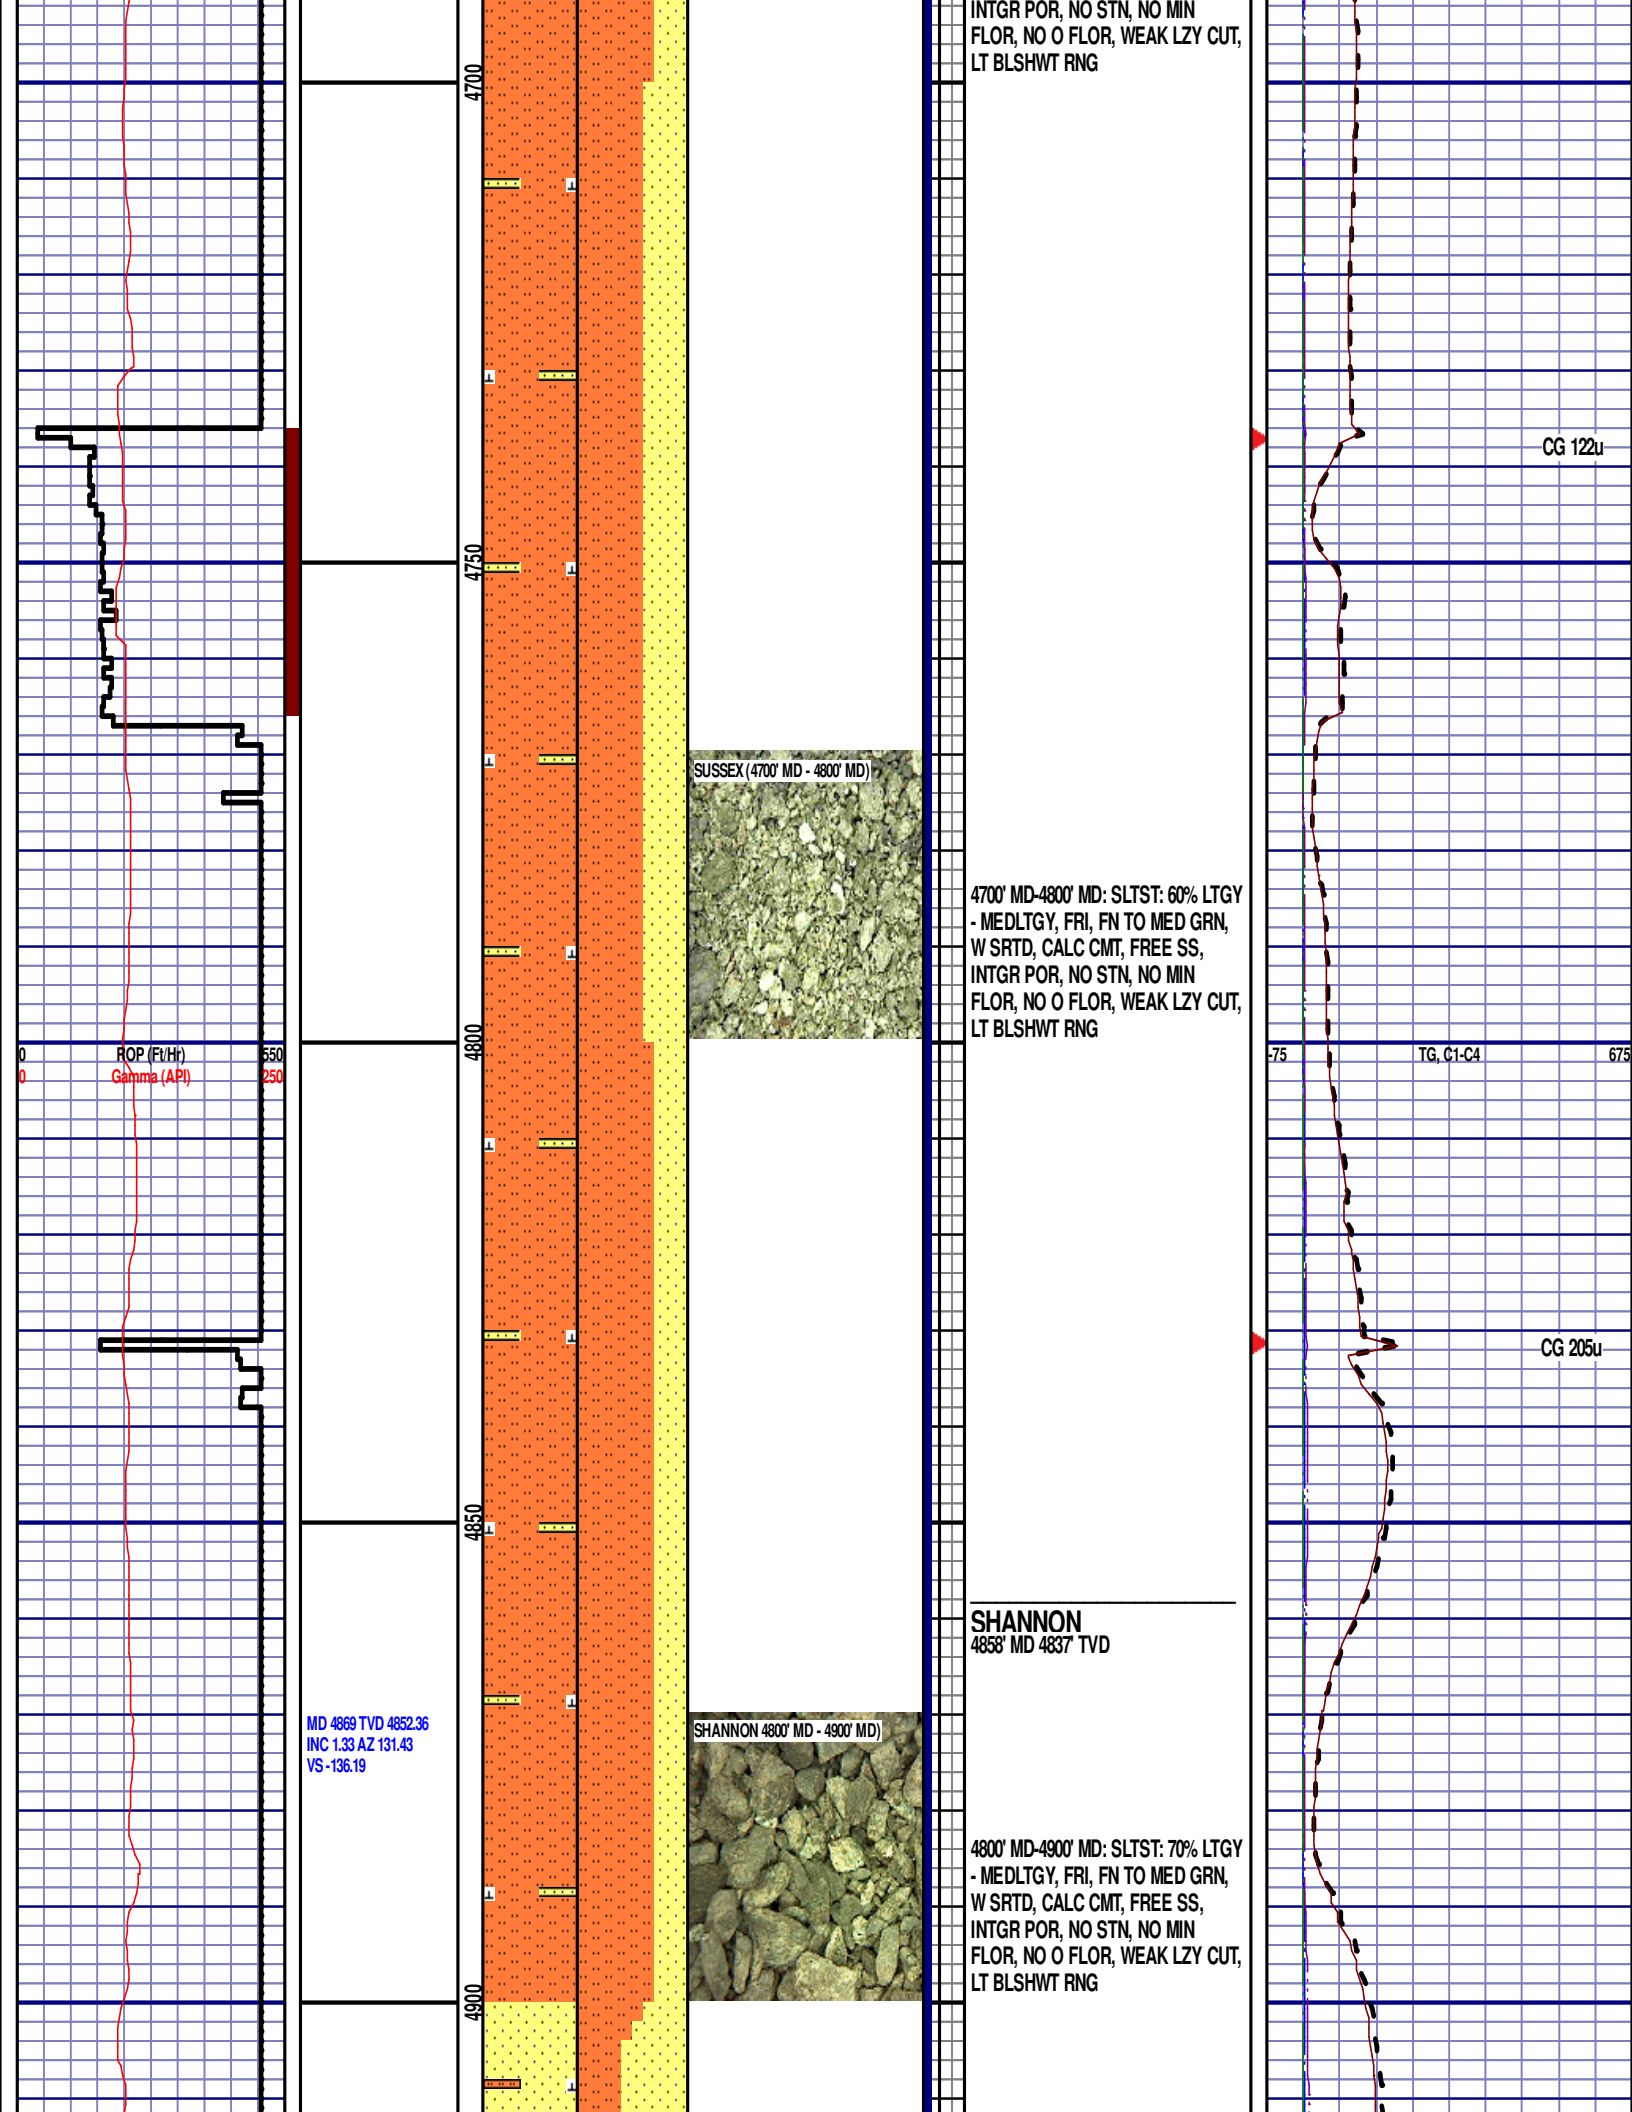 INTGR POR, NO STN, NO MIN
FLOR, NO O FLOR, WEAK LZY CUT,
LT BLSHWT RNG
4700
CG 122u
4750
SUSSEX (4700' MD - 4800' MD)
4700' MD-4800' MD: SLTST: 60% LTGY
- MEDLTGY, FRI, FN TO MED GRN,
W SRTD, CALC CMT, FREE SS,
INTGR POR, NO STN, NO MIN
FLOR, NO O FLOR, WEAK LZY CUT,
LT BLSHWT RNG
4800
0 ROP (Ft/Hr) 550
0 Gamma (API) 250
-75 TG, C1-C4 675
CG 205u
4850
SHANNON
4858' MD 4837' TVD
MD 4869 TVD 4852.36
INC 1.33 AZ 131.43
VS -136.19
SHANNON 4800' MD - 4900' MD)
4800' MD-4900' MD: SLTST: 70% LTGY
- MEDLTGY, FRI, FN TO MED GRN,
W SRTD, CALC CMT, FREE SS,
INTGR POR, NO STN, NO MIN
FLOR, NO O FLOR, WEAK LZY CUT,
LT BLSHWT RNG
4900